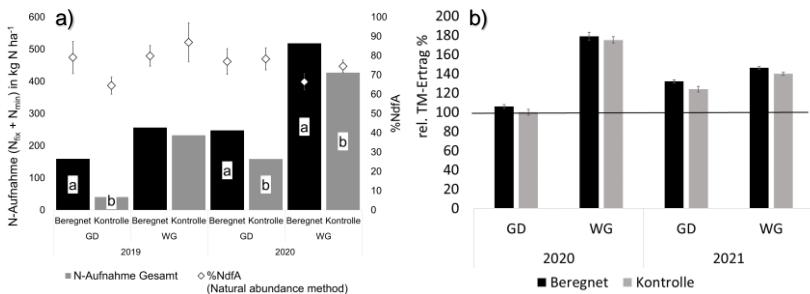 a)
N-Aufnahme (Nfix + Nmin) in kg N ha-1
600
500
400
300
200
100
0
100
90
80
70
60
50
40
30
20
10
0
%NdfA
a
b
a
b
a
b
Beregnet Kontrolle Beregnet Kontrolle Beregnet Kontrolle Beregnet Kontrolle
GD WG GD WG
2019 2020
N-Aufnahme Gesamt
%NdfA
(Natural abundance method)
b)
rel. TM-Ertrag %
200
180
160
140
120
100
80
60
40
20
0
GD WG GD WG
2020 2021
Beregnet Kontrolle